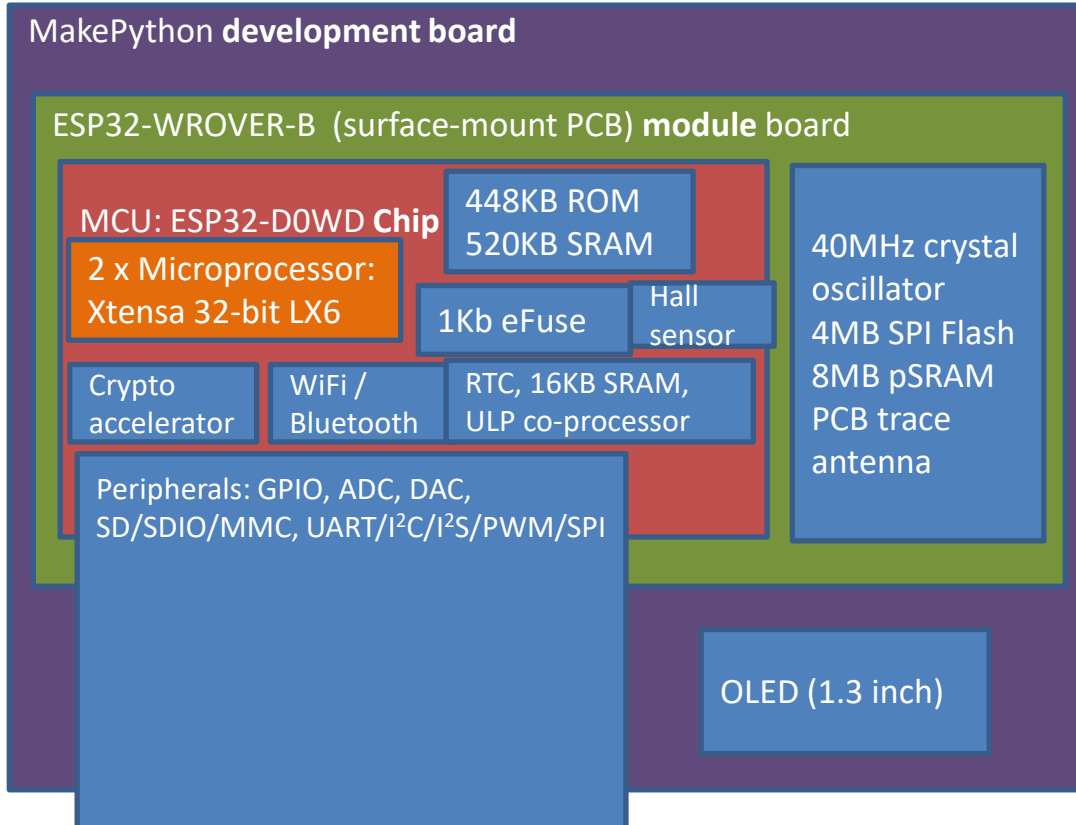 MakePython development board
ESP32-WROVER-B (surface-mount PCB) module board
MCU: ESP32-D0WD Chip
448KB ROM
520KB SRAM
2 x Microprocessor:
Xtensa 32-bit LX6
1Kb eFuse
Hall
sensor
Crypto
accelerator
WiFi /
Bluetooth
RTC, 16KB SRAM,
ULP co-processor
Peripherals: GPIO, ADC, DAC,
SD/SDIO/MMC, UART/I²C/I²S/PWM/SPI
40MHz crystal
oscillator
4MB SPI Flash
8MB pSRAM
PCB trace
antenna
OLED (1.3 inch)